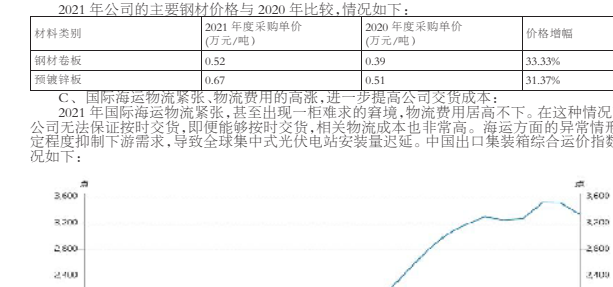 2021 年公司的主要钢材价格与 2020 年比较，情况如下：
材料类别 2021 年度采购单价（万元/吨） 2020 年度采购单价（万元/吨） 价格增幅
钢材卷板 0.52 0.39 33.33%
预镀锌板 0.67 0.51 31.37%
C、国际海运物流紧张、物流费用的高涨，进一步提高公司交货成本：
2021 年国际海运物流紧张，甚至出现一柜难求的窘境，物流费用居高不下。在这种情况
公司无法保证按时交货，即便能够按时交货，相关物流成本也非常高。海运方面的异常情形
定程度抑制下游需求，导致全球集中式光伏电站安装量迟延。中国出口集装箱综合运价指数
况如下：
点 点
3,600 3,600
3,200 3,200
2,800 2,800
2,400 2,400